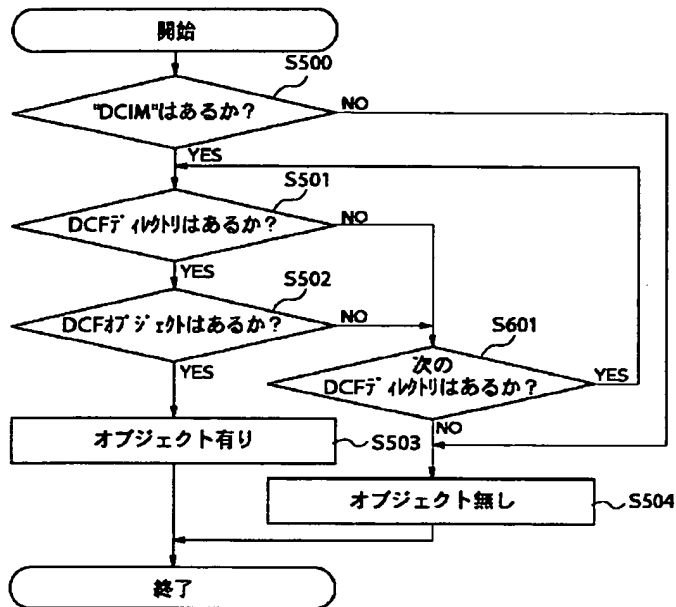 開始
S500
"DCIM"はあるか?
NO
YES
S501
DCFディレクトリはあるか?
NO
YES
S502
DCFオブジェクトはあるか?
NO
YES
S601
次の
DCFディレクトリはあるか?
YES
NO
オブジェクト有り
S503
オブジェクト無し
S504
終了